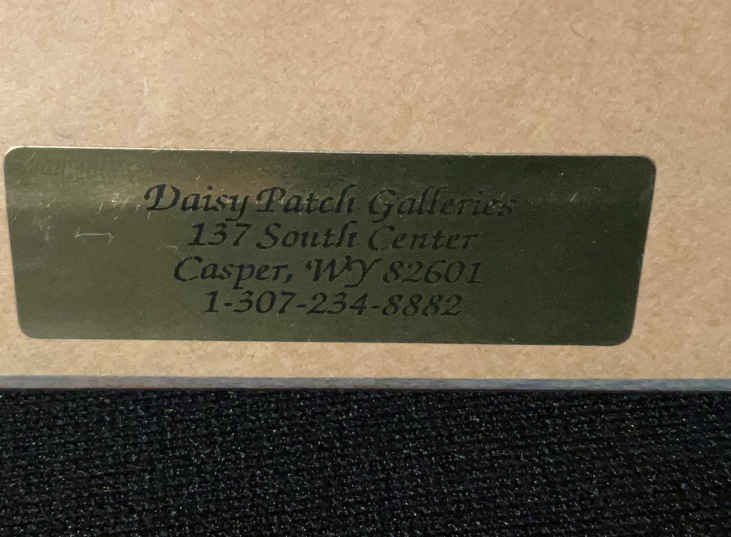 Daisy Patch Galleries
137 South Center
Casper, WY 82601
1-307-234-8882